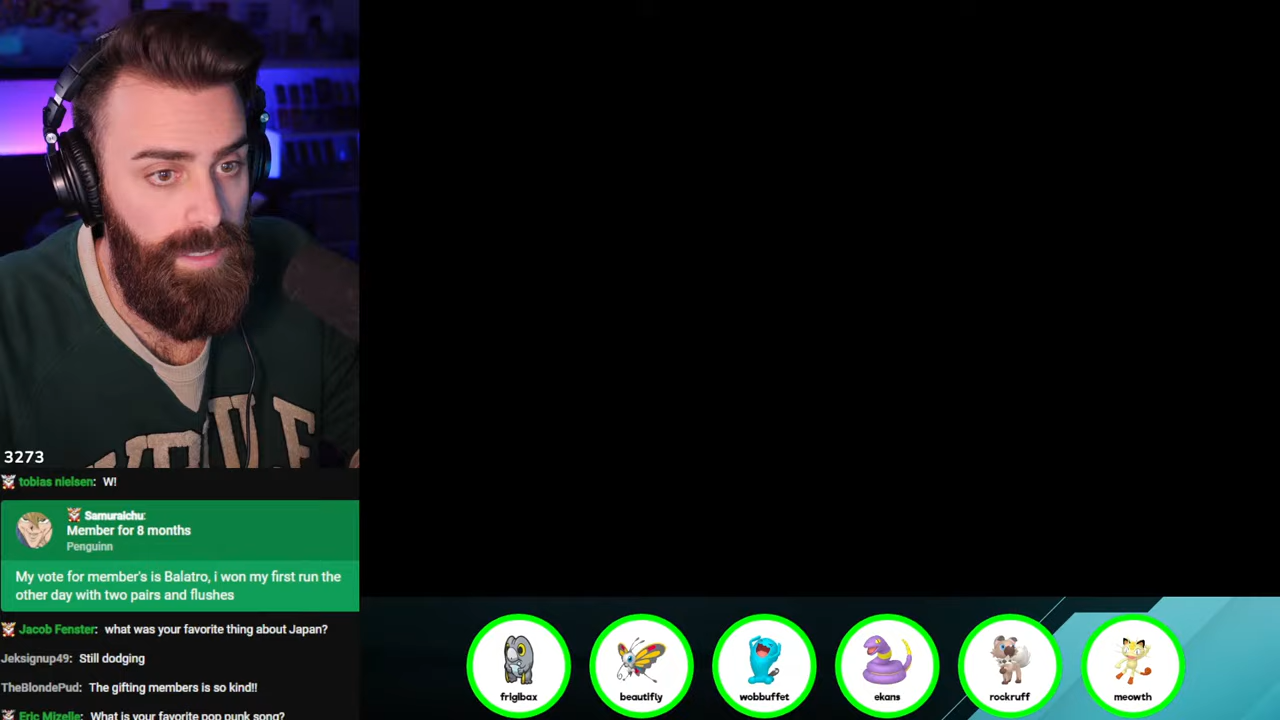 3273
tobias nielsen: W!
Samuraichu:
Member for 8 months
Penguinn
My vote for member's is Balatro, i won my first run the
other day with two pairs and flushes
Jacob Fenster: what was your favorite thing about Japan?
Jeksignup49: Still dodging
TheBlondePud: The gifting members is so kind!!
Eric Mizelle: What is your favorite pop punk song?
frigibax
beautifly
wobbuffet
ekans
rockruff
meowth